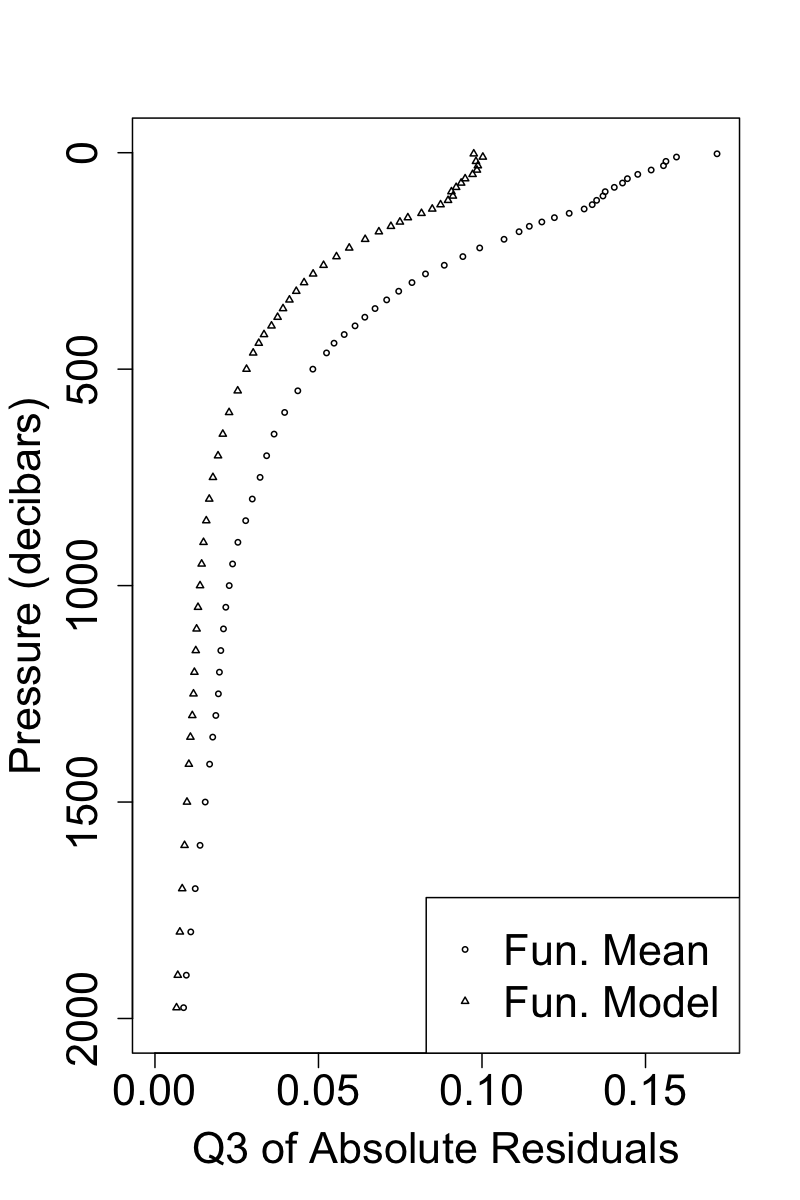 0
500
1000
1500
2000
Pressure (decibars)
Fun. Mean
Fun. Model
0.00 0.05 0.10 0.15
Q3 of Absolute Residuals